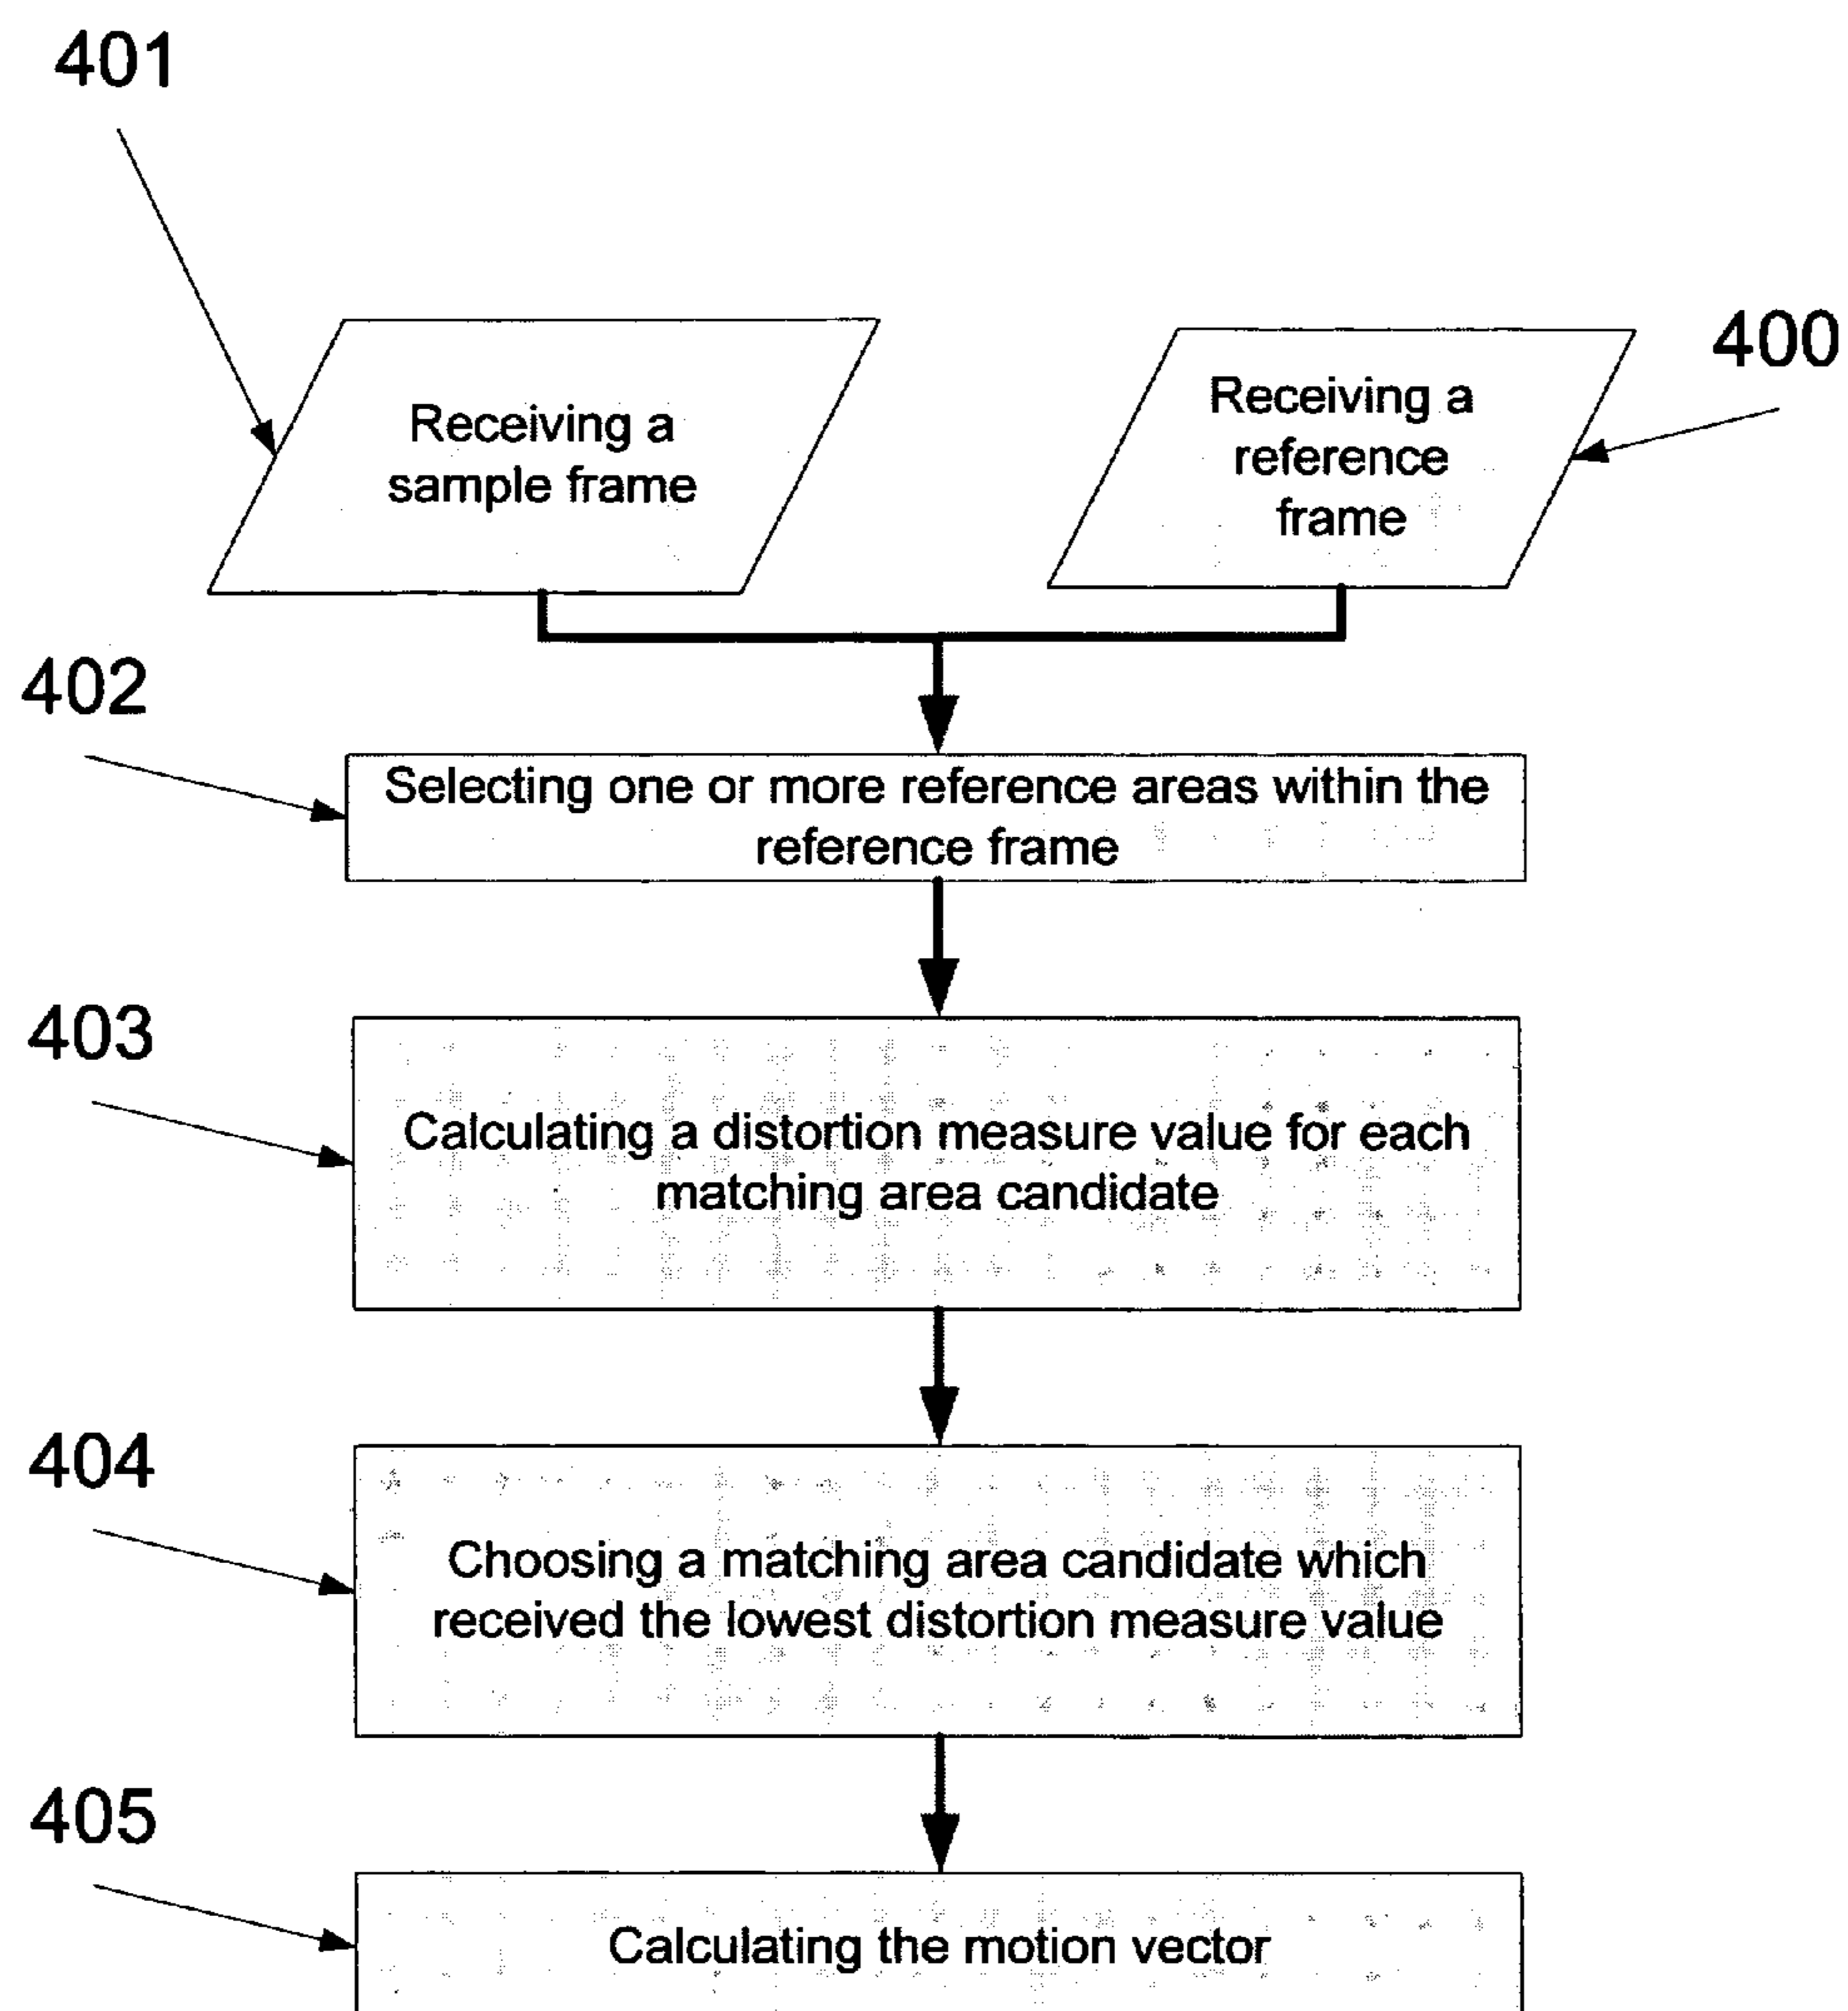 401
400
Receiving a
sample frame
Receiving a
reference
frame
402
Selecting one or more reference areas within the
reference frame
403
Calculating a distortion measure value for each
matching area candidate
404
Choosing a matching area candidate which
received the lowest distortion measure value
405
Calculating the motion vector